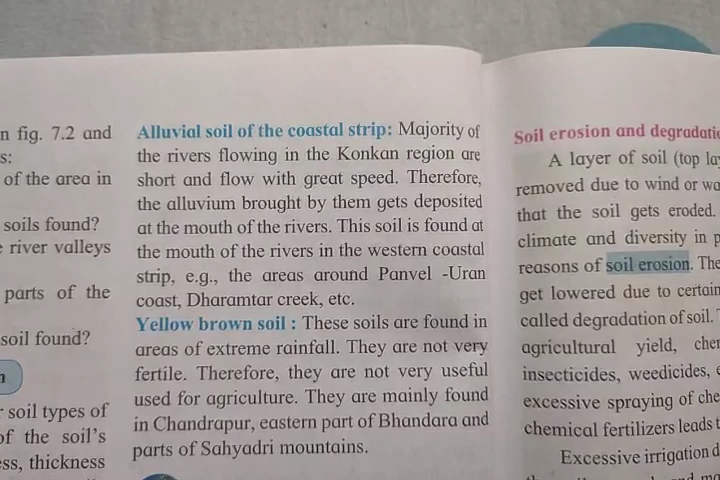 n fig. 7.2 and
s:
of the area in
soils found?
river valleys
parts of the
soil found?
soil types of
of the soil's
ess, thickness
Alluvial soil of the coastal strip: Majority of
the rivers flowing in the Konkan region are
short and flow with great speed. Therefore,
the alluvium brought by them gets deposited
at the mouth of the rivers. This soil is found at
the mouth of the rivers in the western coastal
strip, e.g., the areas around Panvel -Uran
coast, Dharamtar creek, etc.
Yellow brown soil : These soils are found in
areas of extreme rainfall. They are not very
fertile. Therefore, they are not very useful
used for agriculture. They are mainly found
in Chandrapur, eastern part of Bhandara and
parts of Sahyadri mountains.
Soil erosion and degradatio
A layer of soil (top lay
removed due to wind or wa
that the soil gets eroded.
climate and diversity in p
reasons of soil erosion. The
get lowered due to certain
called degradation of soil.
agricultural yield, cher
insecticides, weedicides, e
excessive spraying of che
chemical fertilizers leads t
Excessive irrigation d